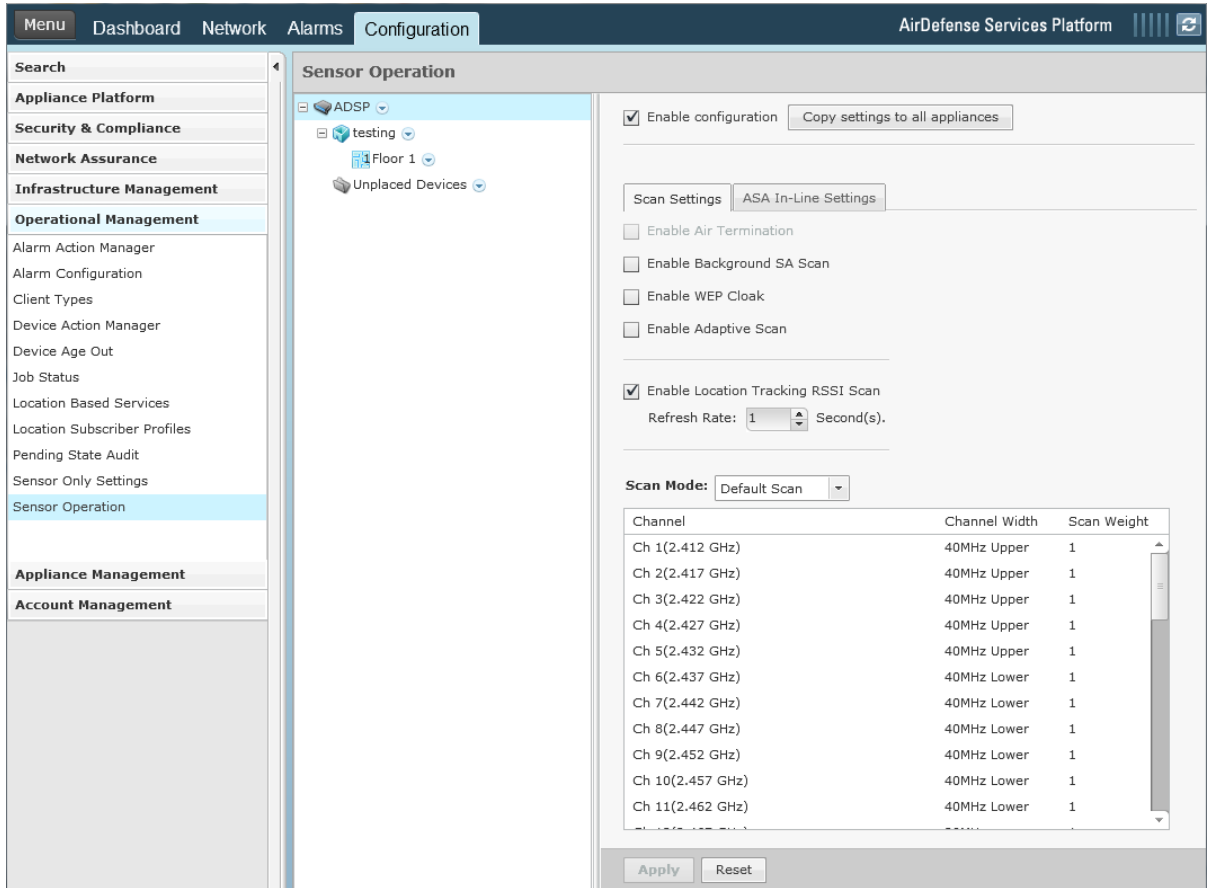 Menu Dashboard Network Alarms Configuration AirDefense Services Platform
Search
Appliance Platform
Security & Compliance
Network Assurance
Infrastructure Management
Operational Management
Alarm Action Manager
Alarm Configuration
Client Types
Device Action Manager
Device Age Out
Job Status
Location Based Services
Location Subscriber Profiles
Pending State Audit
Sensor Only Settings
Sensor Operation
Appliance Management
Account Management
Sensor Operation
ADSP
testing
1 Floor 1
Unplaced Devices
Enable configuration Copy settings to all appliances
Scan Settings ASA In-Line Settings
Enable Air Termination
Enable Background SA Scan
Enable WEP Cloak
Enable Adaptive Scan
Enable Location Tracking RSSI Scan
Refresh Rate: 1 Second(s).
Scan Mode: Default Scan
Channel Channel Width Scan Weight
Ch 1(2.412 GHz) 40MHz Upper 1
Ch 2(2.417 GHz) 40MHz Upper 1
Ch 3(2.422 GHz) 40MHz Upper 1
Ch 4(2.427 GHz) 40MHz Upper 1
Ch 5(2.432 GHz) 40MHz Upper 1
Ch 6(2.437 GHz) 40MHz Lower 1
Ch 7(2.442 GHz) 40MHz Lower 1
Ch 8(2.447 GHz) 40MHz Lower 1
Ch 9(2.452 GHz) 40MHz Lower 1
Ch 10(2.457 GHz) 40MHz Lower 1
Ch 11(2.462 GHz) 40MHz Lower 1
Apply Reset